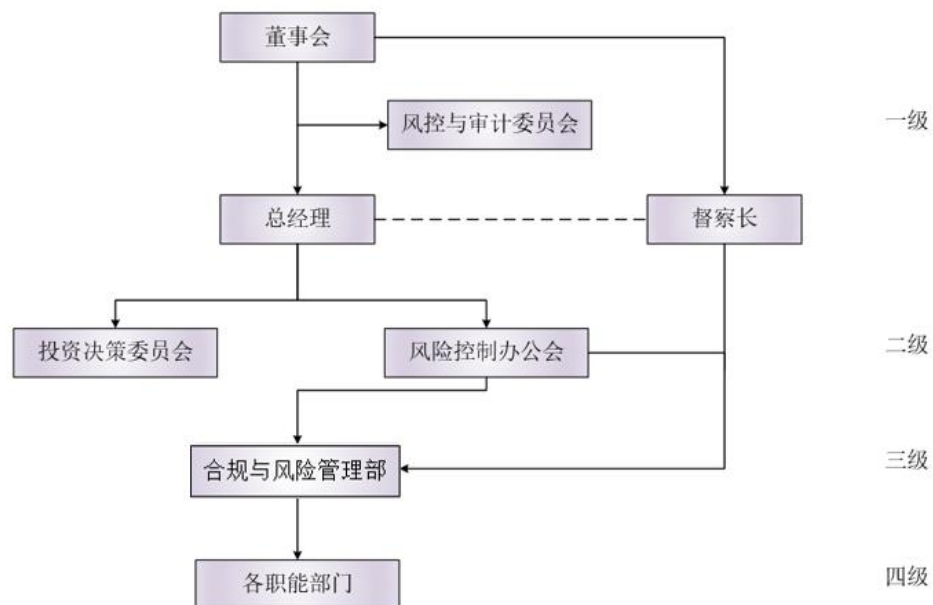 董事会
风控与审计委员会
一级
总经理
督察长
投资决策委员会
风险控制办公会
二级
合规与风险管理部
三级
各职能部门
四级